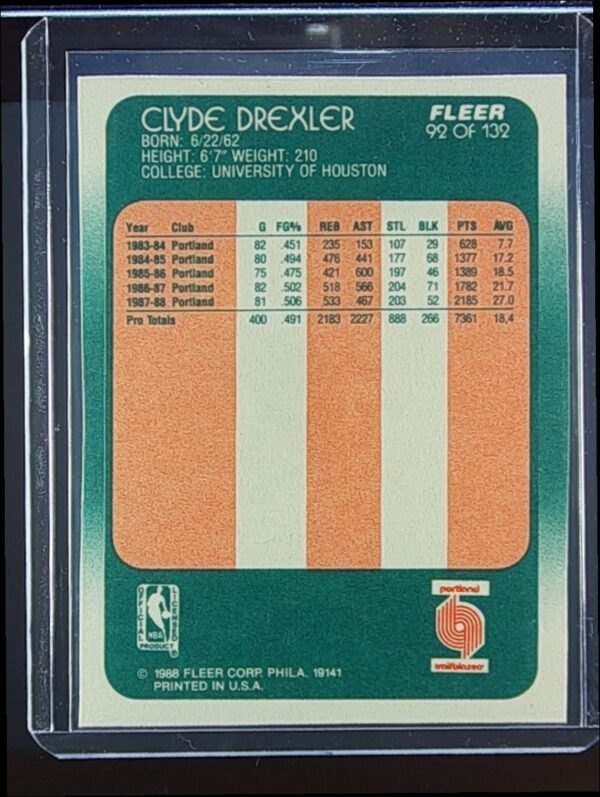 CLYDE DREXLER
FLEER
92 OF 132
BORN: 6/22/62
HEIGHT: 6'7" WEIGHT: 210
COLLEGE: UNIVERSITY OF HOUSTON
Year Club G FG% REB AST STL BLK PTS AVG
1983-84 Portland 82 .451 235 153 107 29 628 7.7
1984-85 Portland 80 .494 476 441 177 68 1377 17.2
1985-86 Portland 75 .475 421 600 197 46 1389 18.5
1986-87 Portland 82 .502 518 566 204 71 1782 21.7
1987-88 Portland 81 .506 533 467 203 52 2185 27.0
Pro Totals 400 .491 2183 2227 888 266 7361 18.4
OFFICIAL LICENSED
NBA
PRODUCT
®
portland
trailblazers
© 1988 FLEER CORP. PHILA. 19141
PRINTED IN U.S.A.